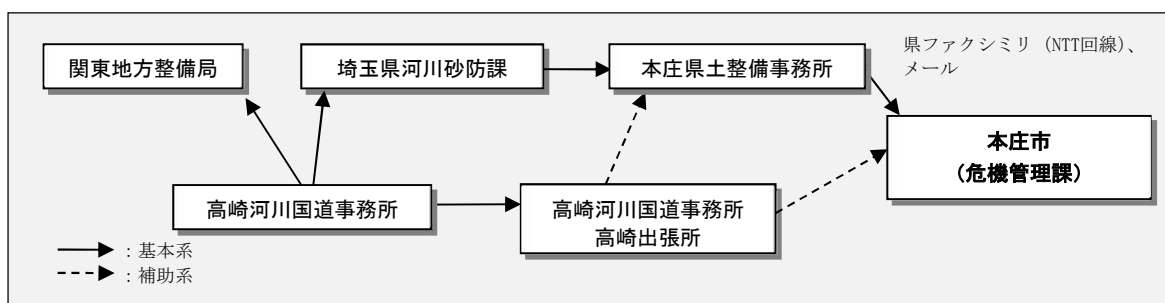 関東地方整備局
埼玉県河川砂防課
本庄県土整備事務所
県ファクシミリ (NTT回線)、
メール
本庄市
(危機管理課)
高崎河川国道事務所
高崎河川国道事務所
高崎出張所
:基本系
:補助系